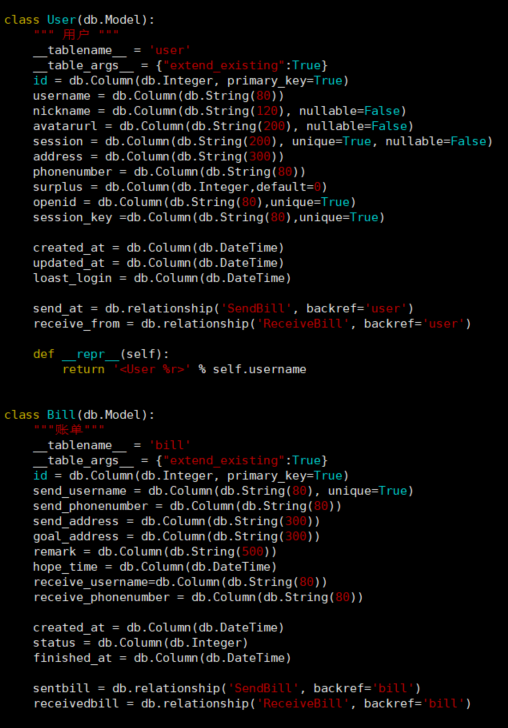 class User(db.Model):
    """ 用户 """
    __tablename__ = 'user'
    __table_args__ = {"extend_existing":True}
    id = db.Column(db.Integer, primary_key=True)
    username = db.Column(db.String(80))
    nickname = db.Column(db.String(120), nullable=False)
    avatarurl = db.Column(db.String(200), nullable=False)
    session = db.Column(db.String(200), unique=True, nullable=False)
    address = db.Column(db.String(300))
    phonenumber = db.Column(db.String(80))
    surplus = db.Column(db.Integer,default=0)
    openid = db.Column(db.String(80),unique=True)
    session_key =db.Column(db.String(80),unique=True)

    created_at = db.Column(db.DateTime)
    updated_at = db.Column(db.DateTime)
    loast_login = db.Column(db.DateTime)

    send_at = db.relationship('SendBill', backref='user')
    receive_from = db.relationship('ReceiveBill', backref='user')

    def __repr__(self):
        return '<User %r>' % self.username


class Bill(db.Model):
    """账单"""
    __tablename__ = 'bill'
    __table_args__ = {"extend_existing":True}
    id = db.Column(db.Integer, primary_key=True)
    send_username = db.Column(db.String(80), unique=True)
    send_phonenumber = db.Column(db.String(80))
    send_address = db.Column(db.String(300))
    goal_address = db.Column(db.String(300))
    remark = db.Column(db.String(500))
    hope_time = db.Column(db.DateTime)
    receive_username=db.Column(db.String(80))
    receive_phonenumber = db.Column(db.String(80))

    created_at = db.Column(db.DateTime)
    status = db.Column(db.Integer)
    finished_at = db.Column(db.DateTime)

    sentbill = db.relationship('SendBill', backref='bill')
    receivedbill = db.relationship('ReceiveBill', backref='bill')